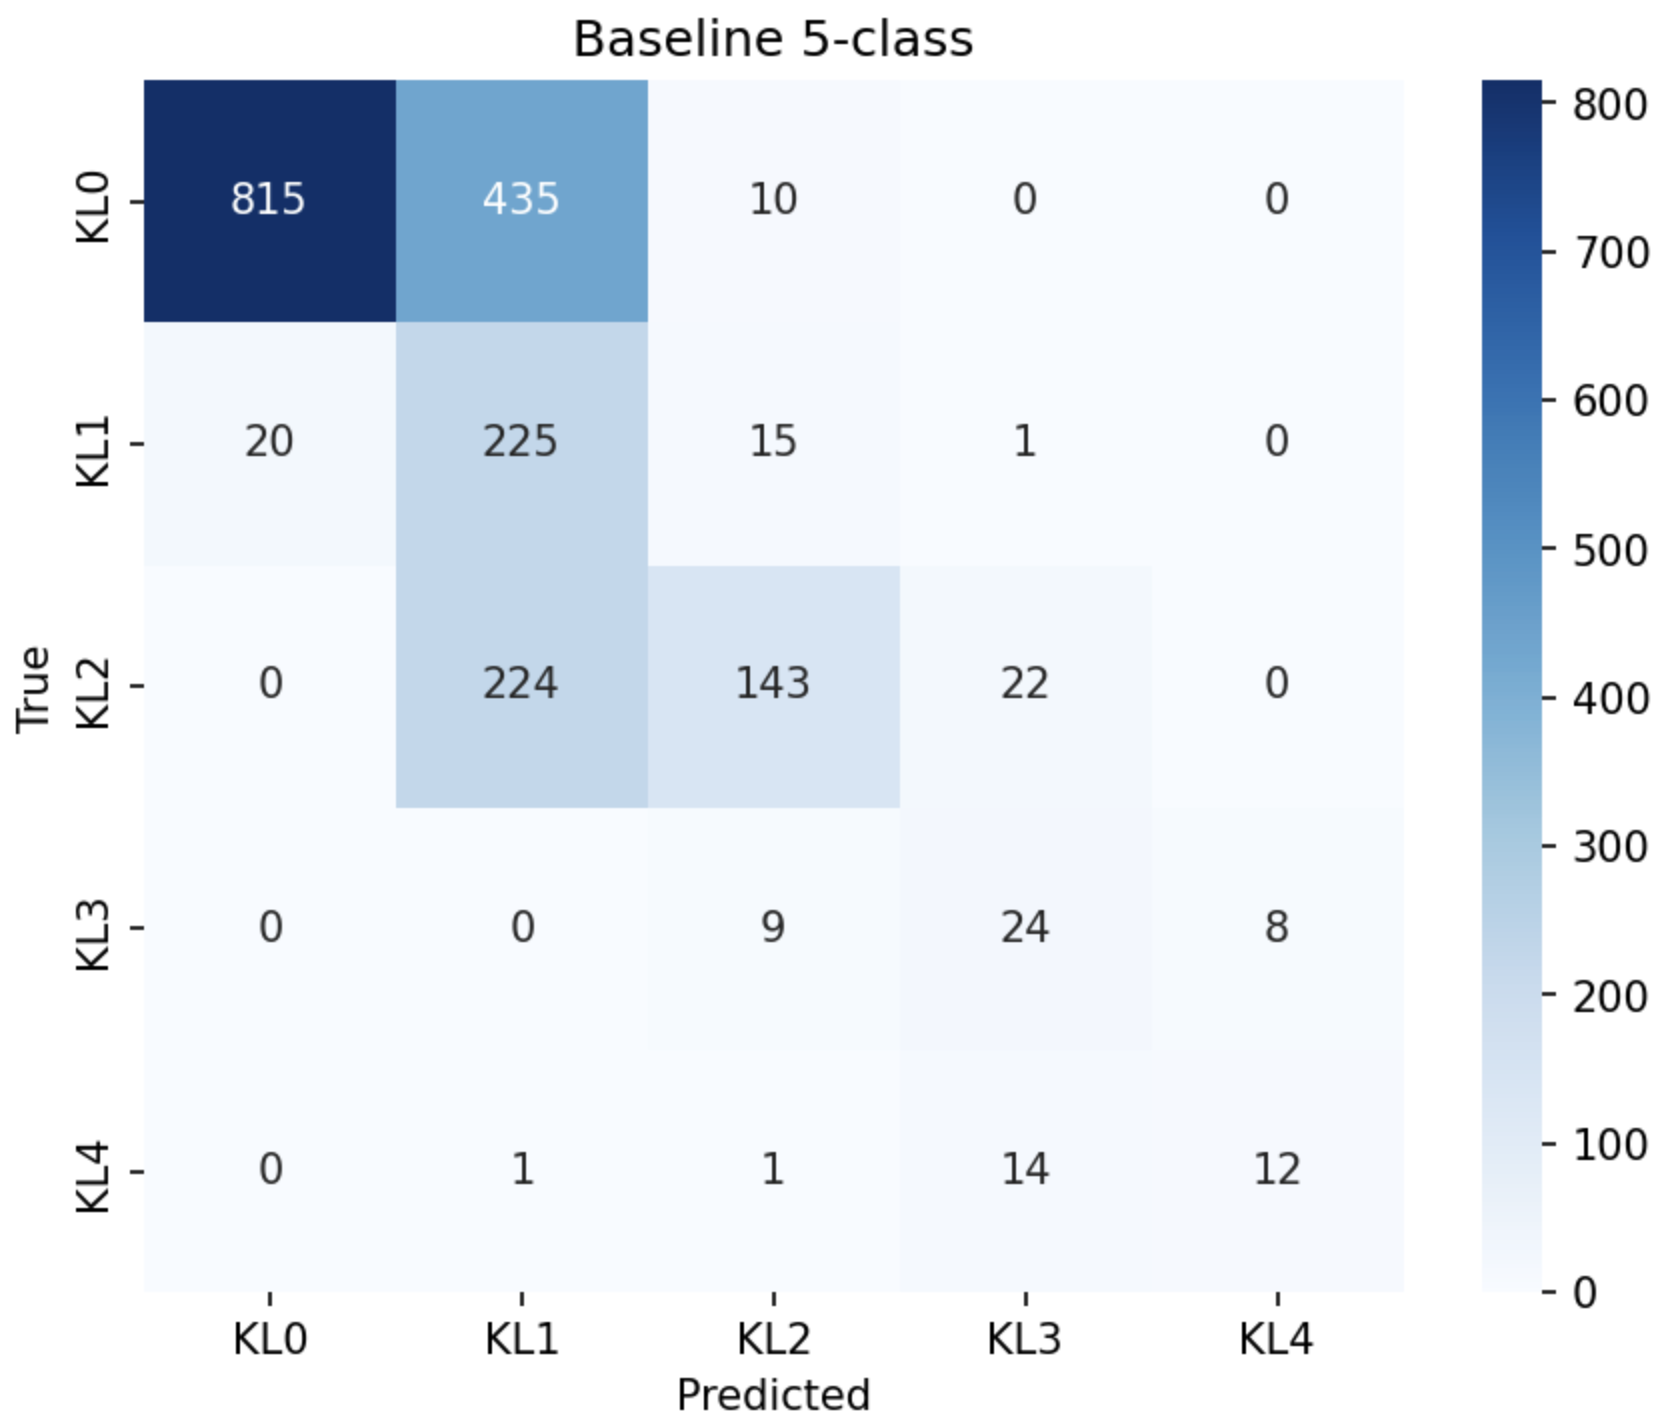 Baseline 5-class
True
KL0 815 435 10 0 0
KL1 20 225 15 1 0
KL2 0 224 143 22 0
KL3 0 0 9 24 8
KL4 0 1 1 14 12
KL0 KL1 KL2 KL3 KL4
Predicted
800
700
600
500
400
300
200
100
0